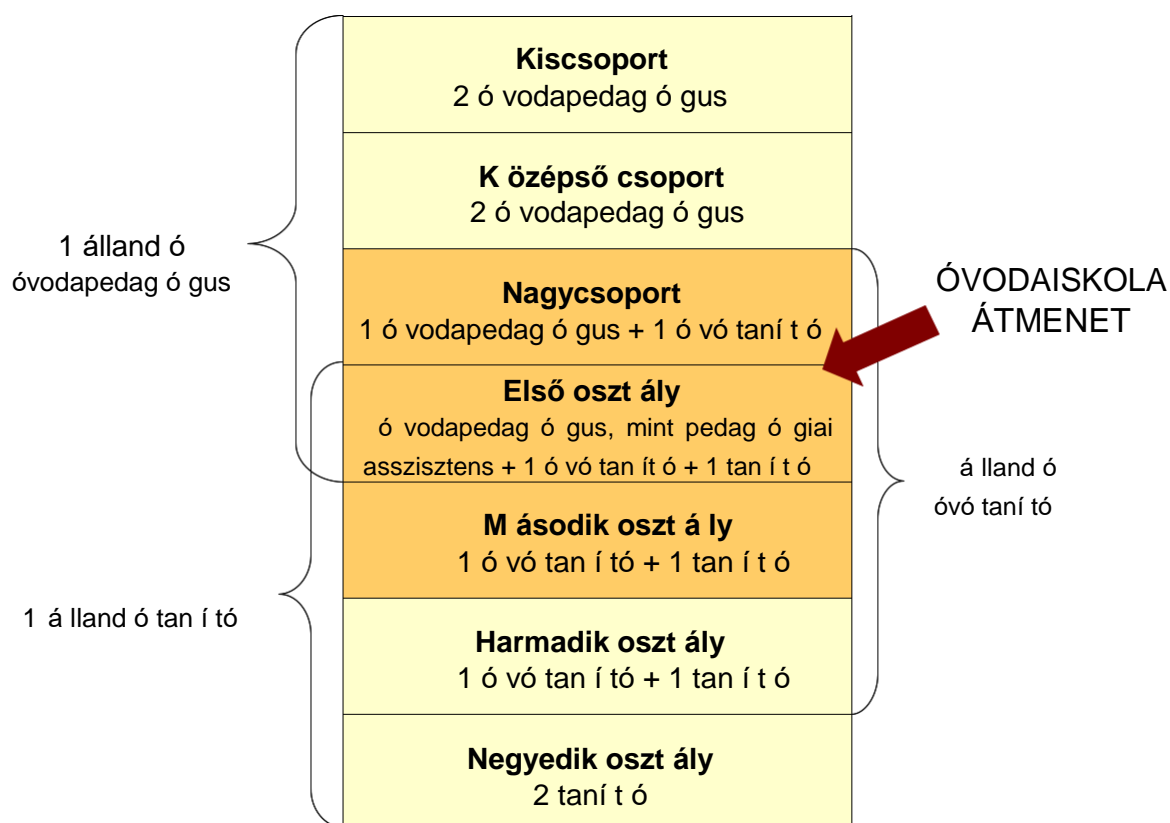 Kiscsoport
2 ó vodapedag ó gus
K özépső csoport
2 ó vodapedag ó gus
1 álland ó
óvodapedag ó gus
Nagycsoport
1 ó vodapedag ó gus + 1 ó vó taní t ó
ÓVODAISKOLA
ÁTMENET
Első oszt ály
ó vodapedag ó gus, mint pedag ó giai
asszisztens + 1 ó vó tan ít ó + 1 tan í t ó
á lland ó
óvó taní tó
M ásodik oszt á ly
1 ó vó tan í tó + 1 tan í t ó
1 á lland ó tan í tó
Harmadik oszt ály
1 ó vó tan í tó + 1 tan í t ó
Negyedik oszt ály
2 taní t ó